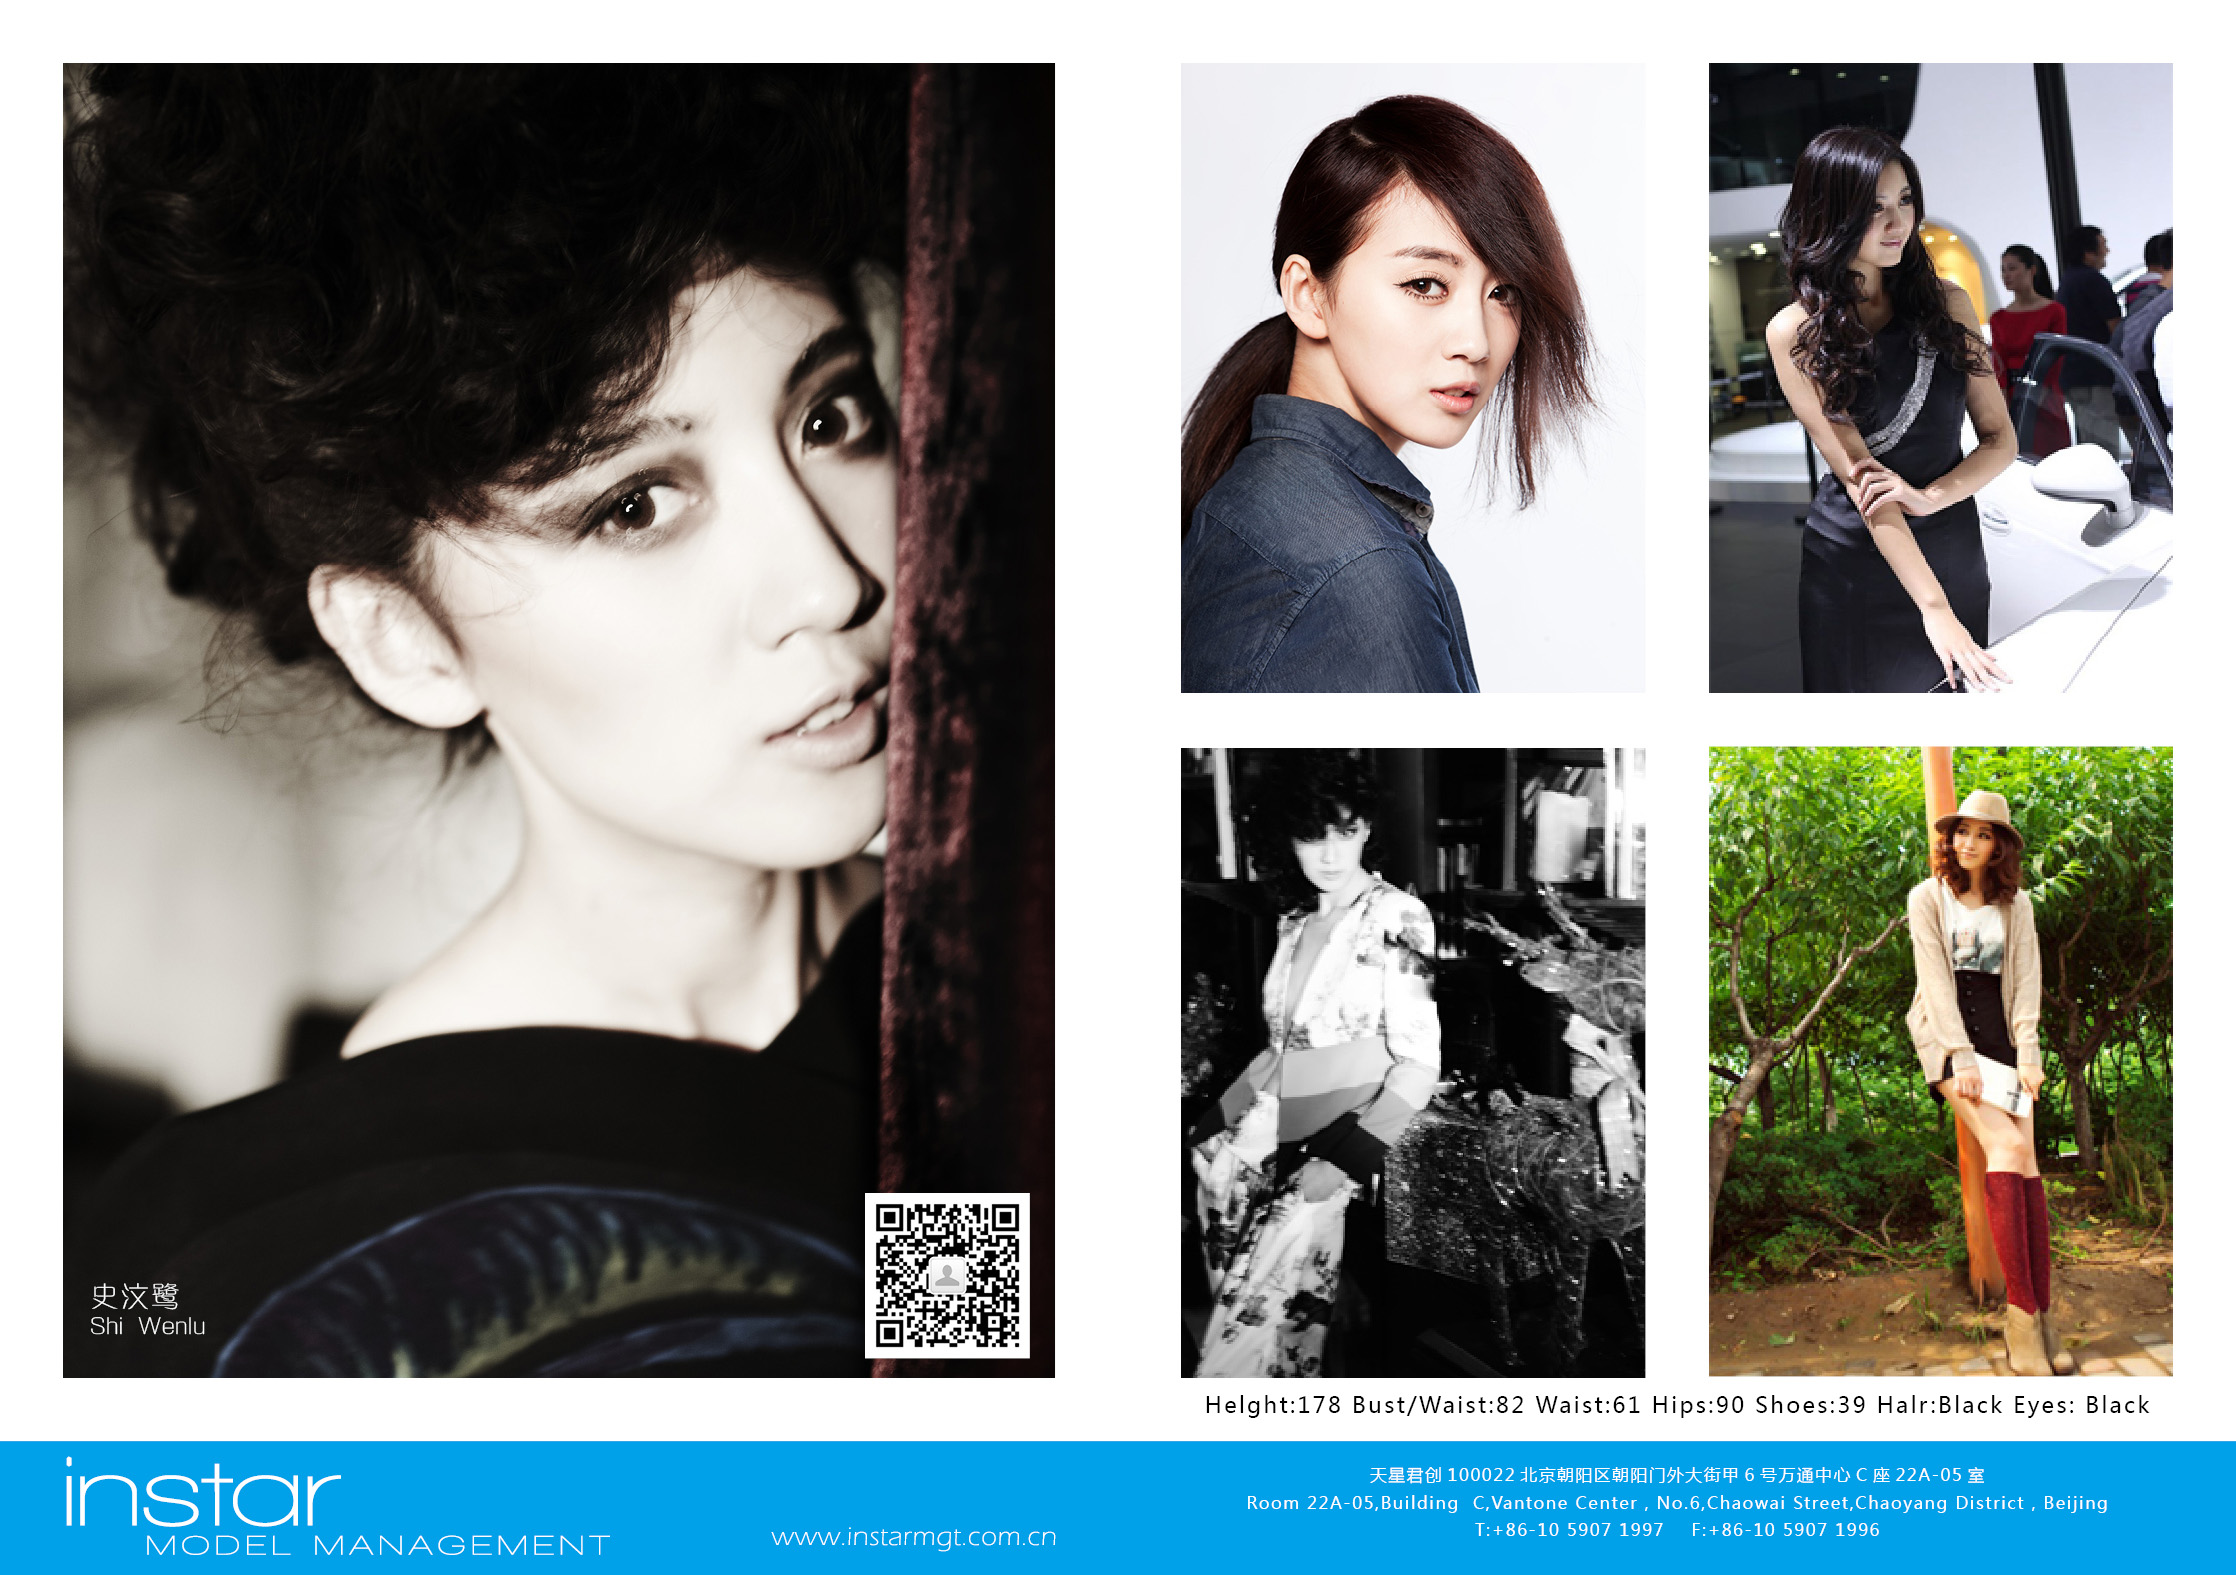 史汶鹭
Shi Wenlu
Helght:178 Bust/Waist:82 Waist:61 Hips:90 Shoes:39 Halr:Black Eyes: Black
instar
MODEL MANAGEMENT
www.instarmgt.com.cn
天星君创 100022 北京朝阳区朝阳门外大街甲 6 号万通中心 C 座 22A-05 室
Room 22A-05,Building C,Vantone Center , No.6,Chaowai Street,Chaoyang District , Beijing
T:+86-10 5907 1997 F:+86-10 5907 1996